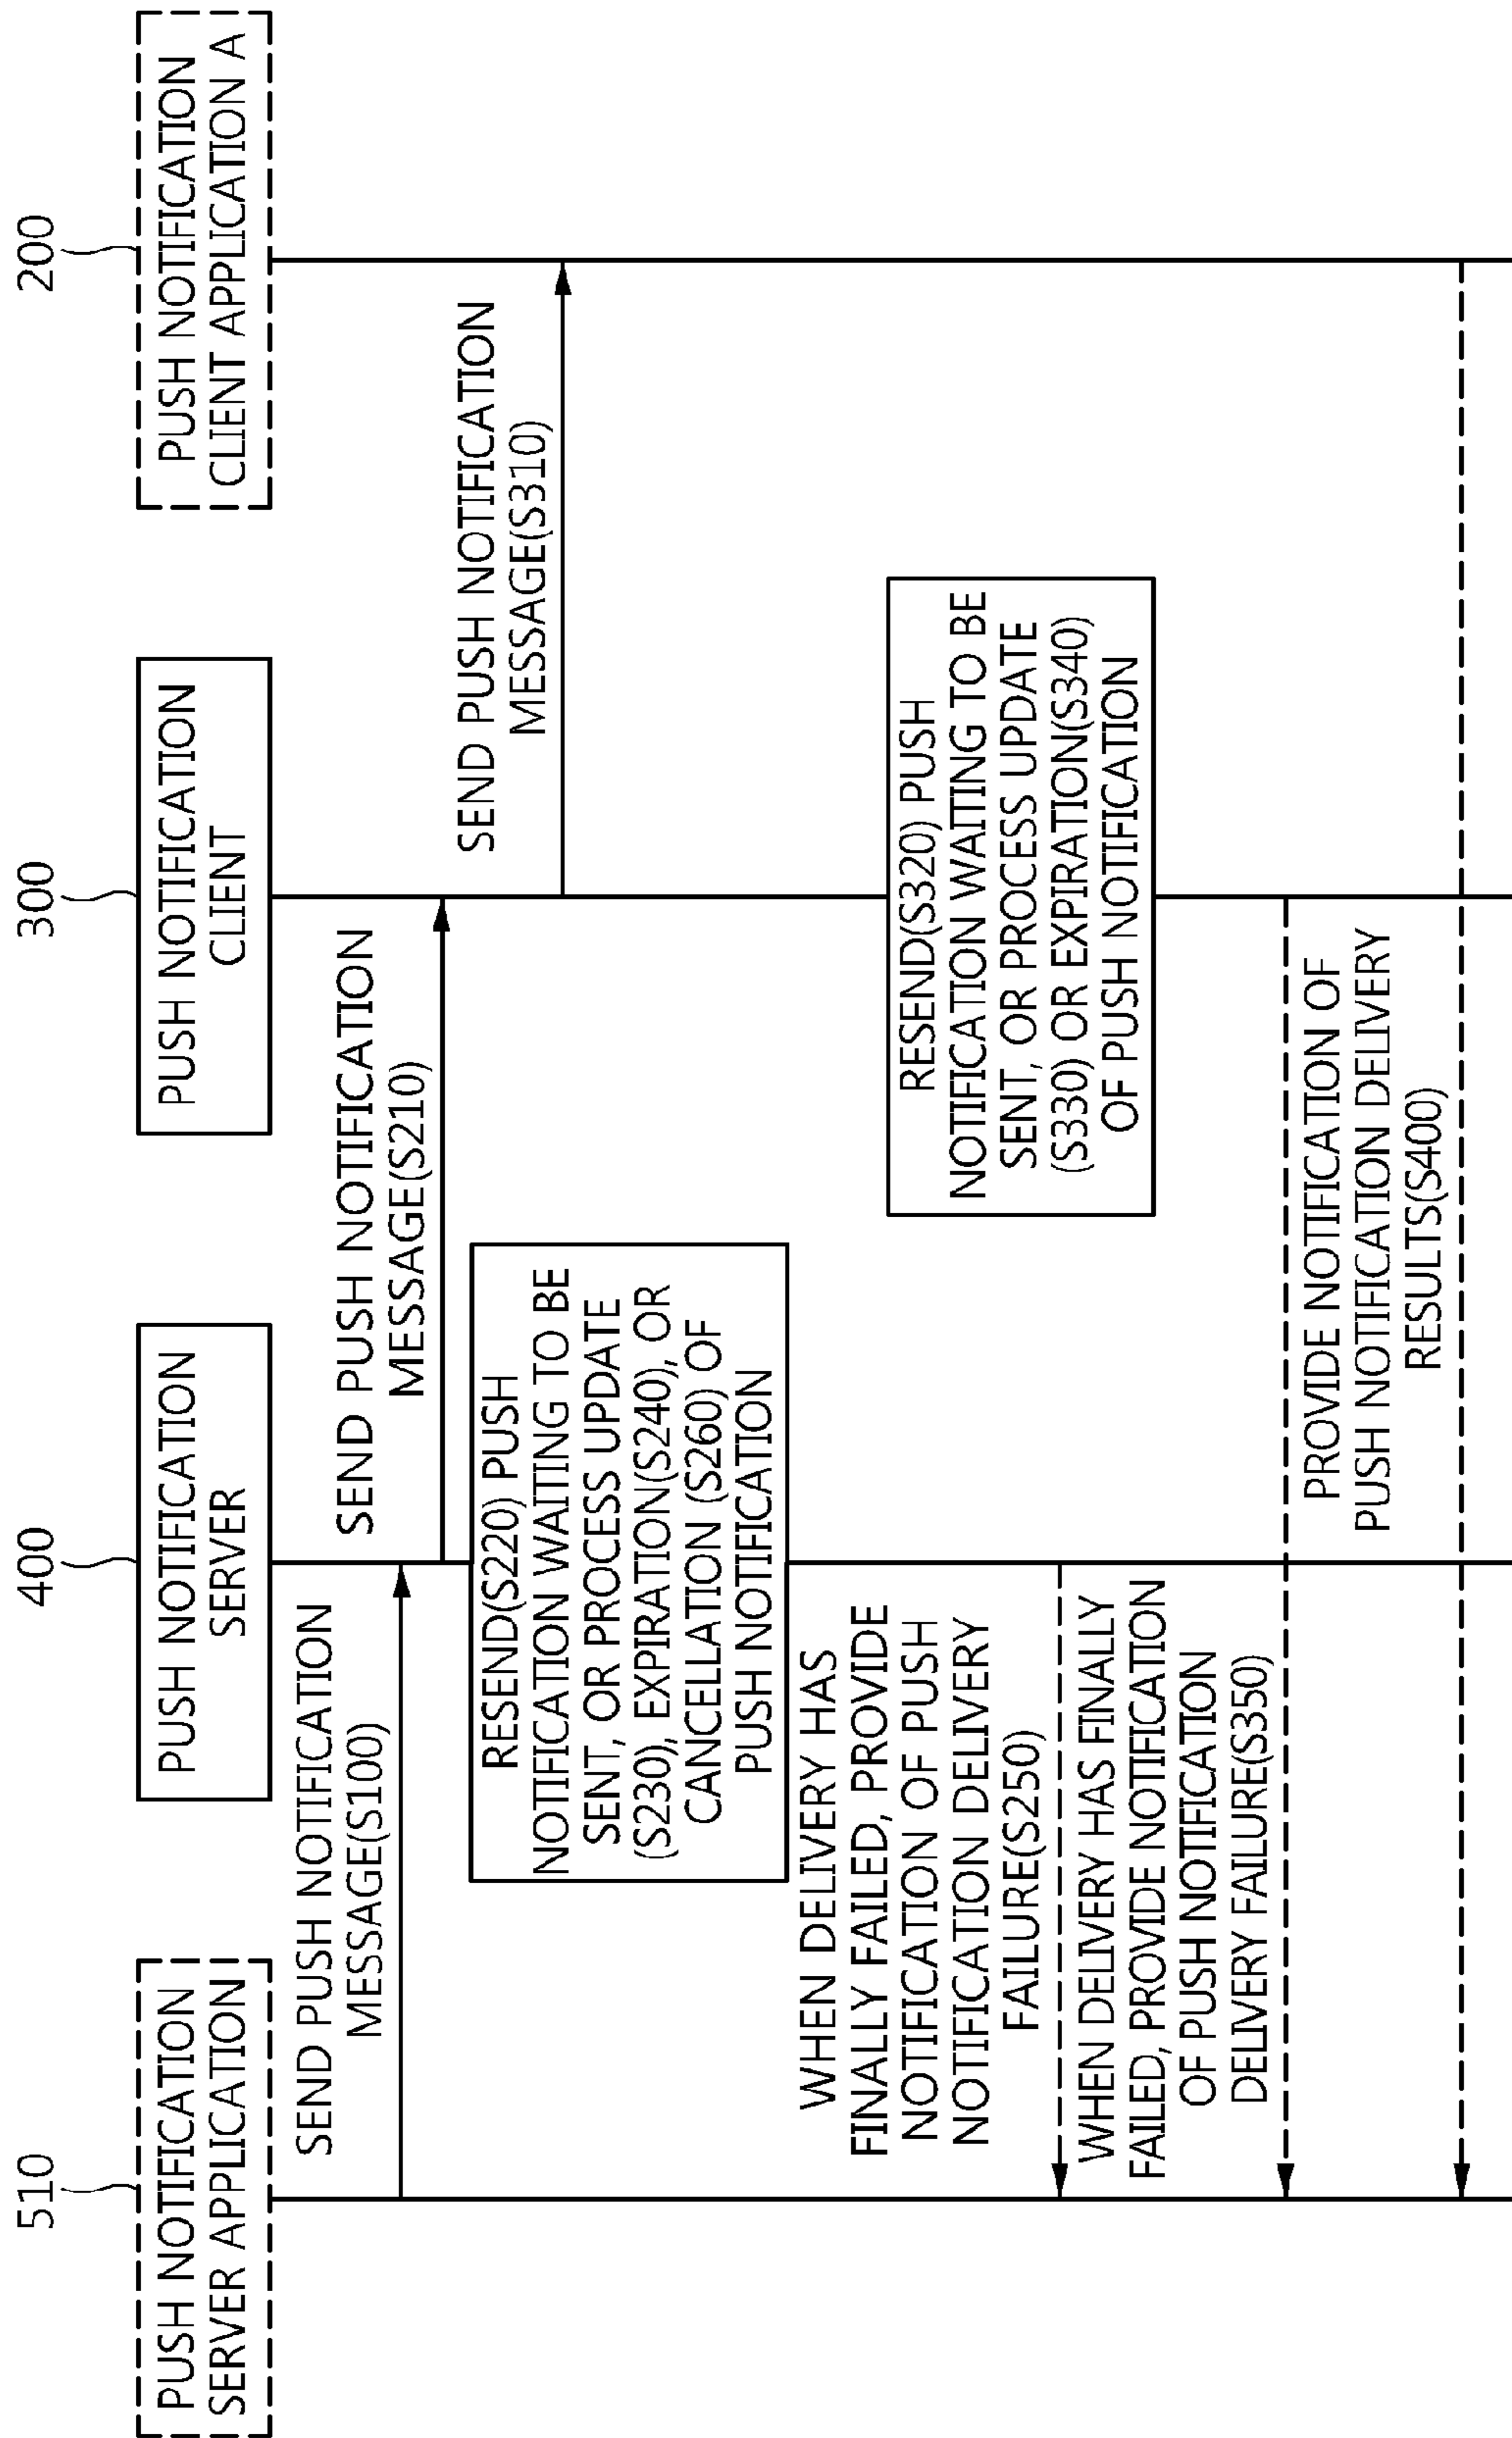 510
PUSH NOTIFICATION
SERVER APPLICATION
400
PUSH NOTIFICATION
SERVER
300
PUSH NOTIFICATION
CLIENT
200
PUSH NOTIFICATION
CLIENT APPLICATION A
SEND PUSH NOTIFICATION
MESSAGE(S100)
SEND PUSH NOTIFICATION
MESSAGE(S210)
SEND PUSH NOTIFICATION
MESSAGE(S310)
RESEND(S220) PUSH
NOTIFICATION WAITING TO BE
SENT, OR PROCESS UPDATE
(S230), EXPIRATION(S240), OR
CANCELLATION (S260) OF
PUSH NOTIFICATION
WHEN DELIVERY HAS
FINALLY FAILED, PROVIDE
NOTIFICATION OF PUSH
NOTIFICATION DELIVERY
FAILURE(S250)
RESEND(S320) PUSH
NOTIFICATION WAITING TO BE
SENT, OR PROCESS UPDATE
(S330) OR EXPIRATION(S340)
OF PUSH NOTIFICATION
WHEN DELIVERY HAS FINALLY
FAILED, PROVIDE NOTIFICATION
OF PUSH NOTIFICATION
DELIVERY FAILURE(S350)
PROVIDE NOTIFICATION OF
PUSH NOTIFICATION DELIVERY
RESULTS(S400)